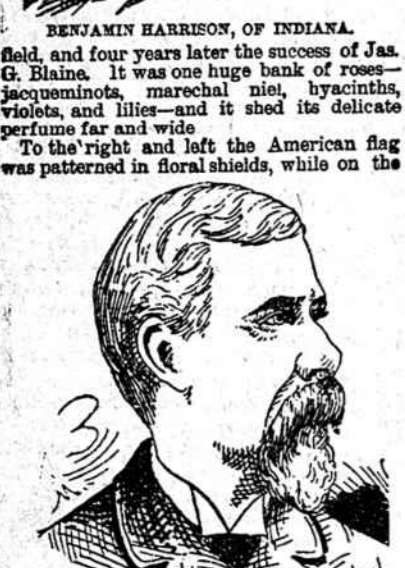 BENJAMIN HARRISON, OF INDIANA.
field, and four years later the success of Jas.
G. Blaine. It was one huge bank of roses—
jacqueminots, marechal niel, hyacinths,
violets, and lilies—and it shed its delicate
perfume far and wide
To the right and left the American flag
was patterned in floral shields, while on the